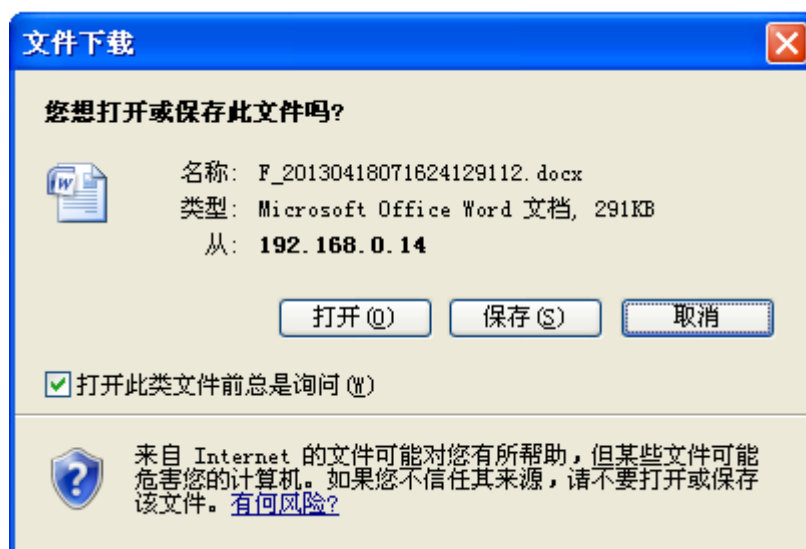 文件下载
您想打开或保存此文件吗?
名称: F_20130418071624129112.docx
类型: Microsoft Office Word 文档, 291KB
从: 192.168.0.14
打开(O) 保存(S) 取消
打开此类文件前总是询问(W)
来自 Internet 的文件可能对您有所帮助,但某些文件可能
危害您的计算机。如果您不信任其来源,请不要打开或保存
该文件。有何风险?